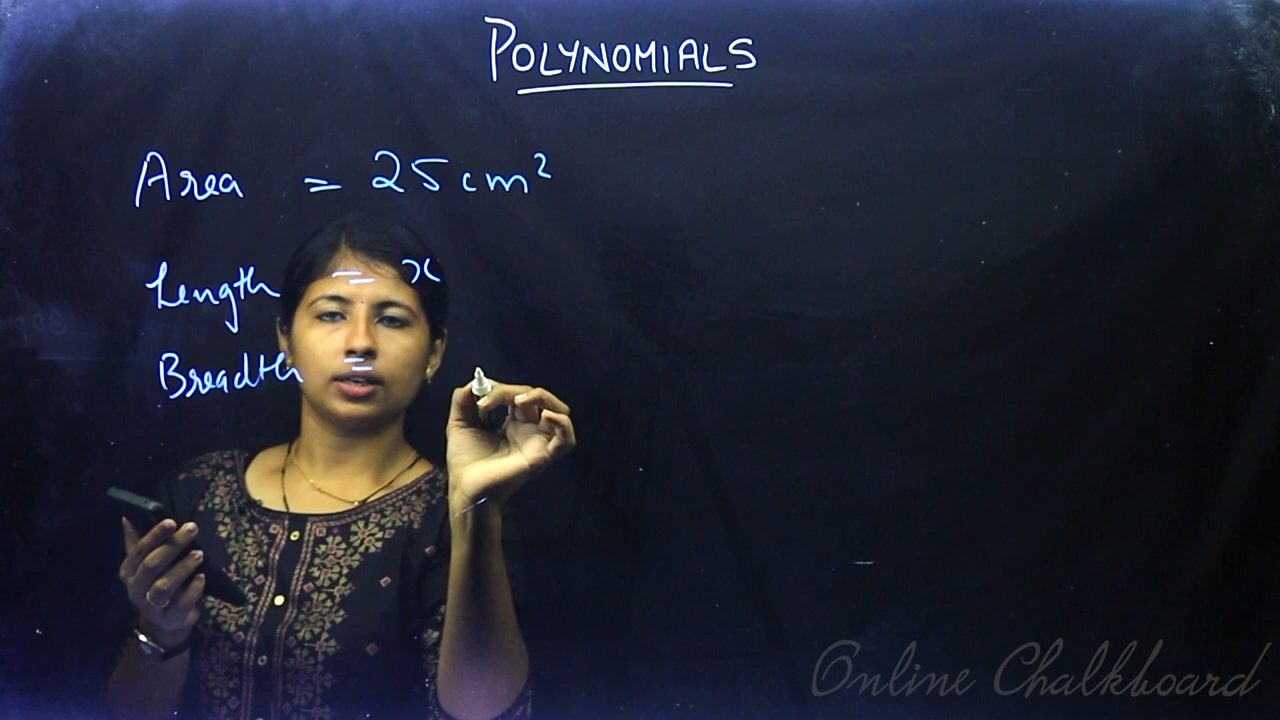 POLYNOMIALS
Area = 25 cm²
Length = x
Breadth =
Online Chalkboard